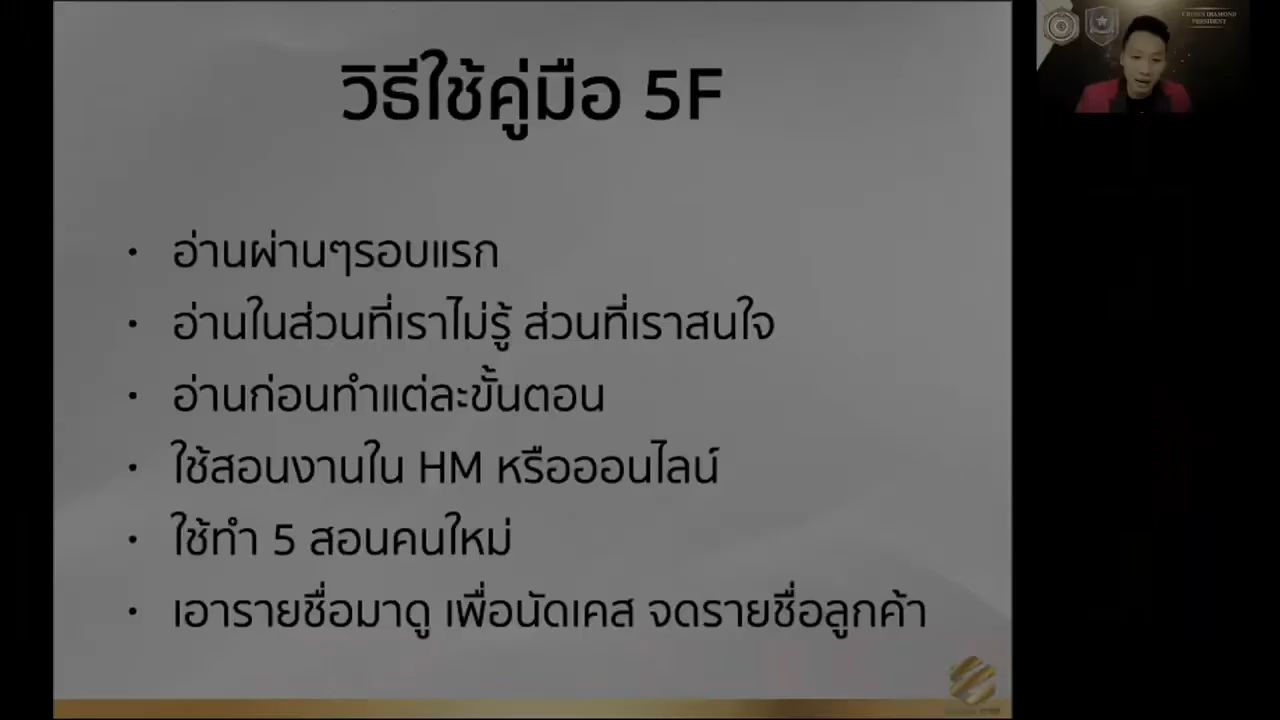 วิธีใช้คู่มือ 5F
• อ่านผ่านๆรอบแรก
• อ่านในส่วนที่เราไม่รู้ ส่วนที่เราสนใจ
• อ่านก่อนทำแต่ละขั้นตอน
• ใช้สอนงานใน HM หรือออนไลน์
• ใช้ทำ 5 สอนคนใหม่
• เอารายชื่อมาดู เพื่อนัดเคส จดรายชื่อลูกค้า
CROWN DIAMOND
PRESIDENT